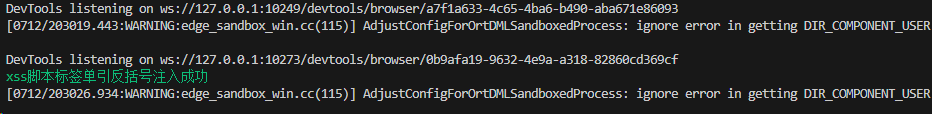 DevTools listening on ws://127.0.0.1:10249/devtools/browser/a7f1a633-4c65-4ba6-b490-aba671e86093
[0712/203019.443:WARNING:edge_sandbox_win.cc(115)] AdjustConfigForOrtDMLSandboxedProcess: ignore error in getting DIR_COMPONENT_USER
DevTools listening on ws://127.0.0.1:10273/devtools/browser/0b9afa19-9632-4e9a-a318-82860cd369cf
xss脚本标签单引反括号注入成功
[0712/203026.934:WARNING:edge_sandbox_win.cc(115)] AdjustConfigForOrtDMLSandboxedProcess: ignore error in getting DIR_COMPONENT_USER